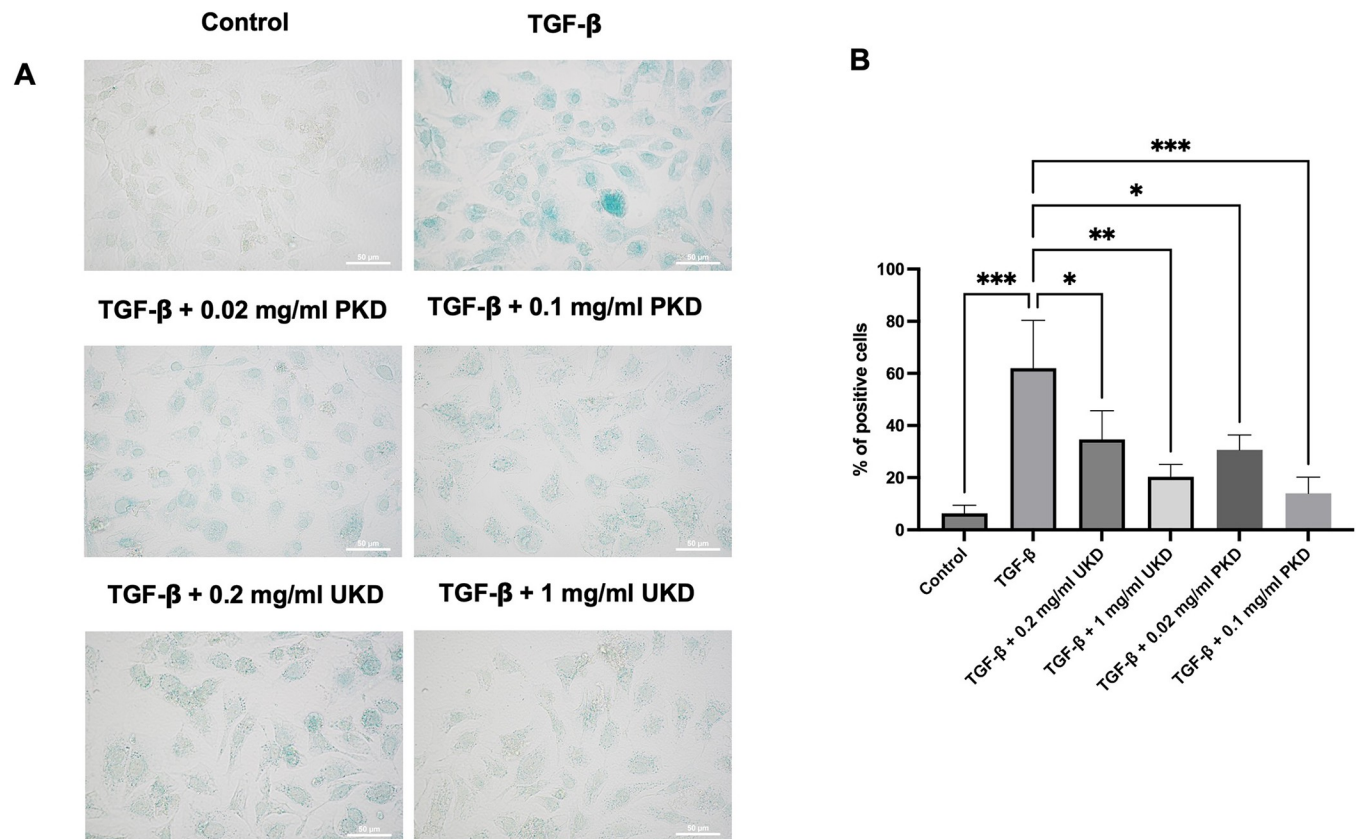 A
Control
TGF-β
50 µm
50 µm
TGF-β + 0.02 mg/ml PKD
TGF-β + 0.1 mg/ml PKD
50 µm
50 µm
TGF-β + 0.2 mg/ml UKD
TGF-β + 1 mg/ml UKD
50 µm
50 µm
B
***
*
**
***
*
100
80
60
40
20
0
% of positive cells
Control
TGF-β
TGF-β + 0.2 mg/ml UKD
TGF-β + 1 mg/ml UKD
TGF-β + 0.02 mg/ml PKD
TGF-β + 0.1 mg/ml PKD